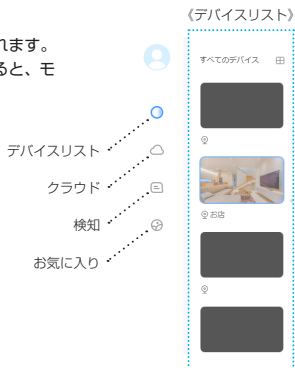 《デバイスリスト》
れます。
ると、モ
すべてのデバイス
デバイスリスト
クラウド
検知
お気に入り
お店